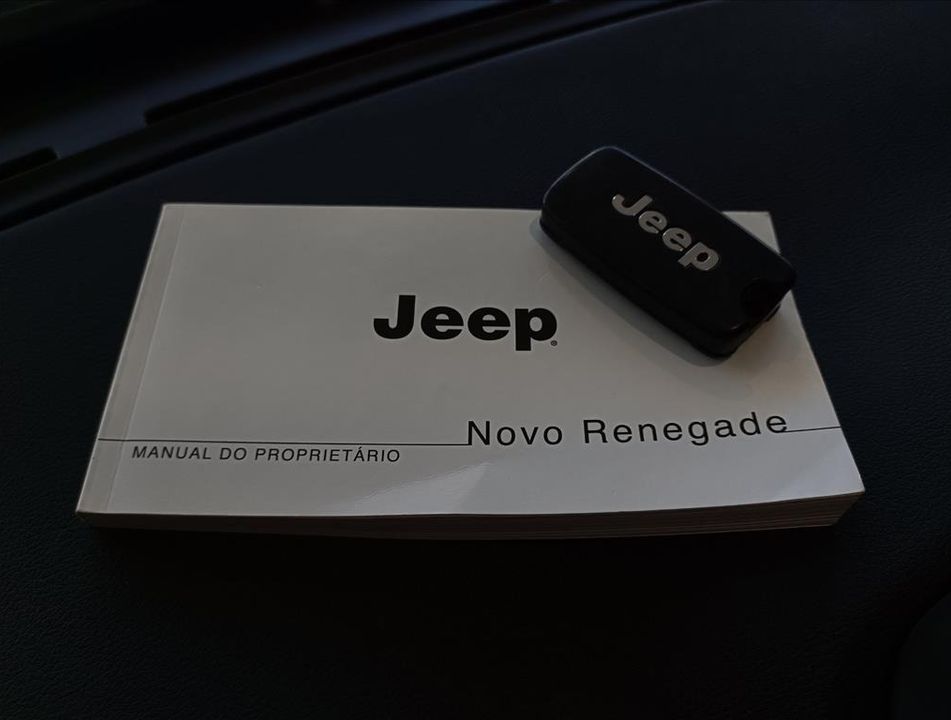 Jeep
Jeep®
Novo Renegade
MANUAL DO PROPRIETÁRIO